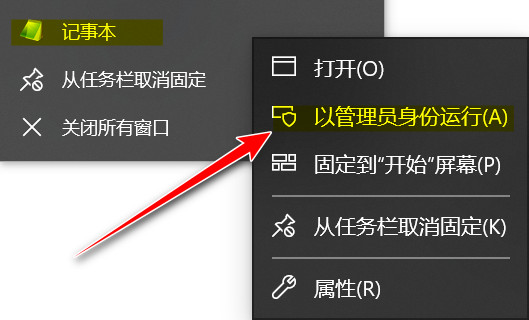 记事本
从任务栏取消固定
关闭所有窗口
打开(O)
以管理员身份运行(A)
固定到“开始”屏幕(P)
从任务栏取消固定(K)
属性(R)